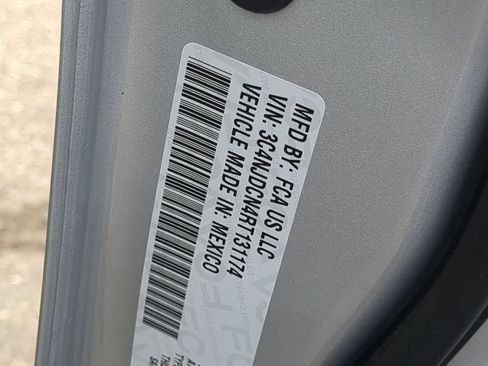 MFD BY: FCA US LLC
VIN: 3C4NJDCN4RT131174
VEHICLE MADE IN: MEXICO